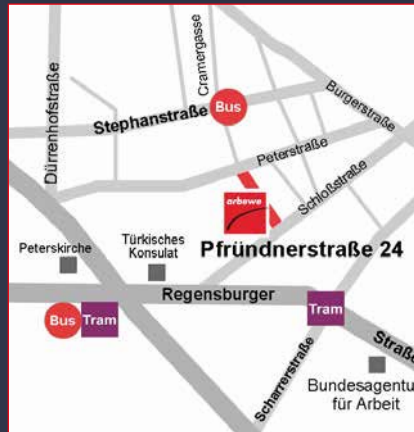 Cramergasse
Dürrenhofstraße
Stephanstraße
Bus
Burgerstraße
Peterstraße
arbewe
Schloßstraße
Pfründnerstraße 24
Peterskirche
Türkisches
Konsulat
Regensburger
Bus Tram
Tram
Straße
Scharrerstraße
Bundesagentu
für Arbeit